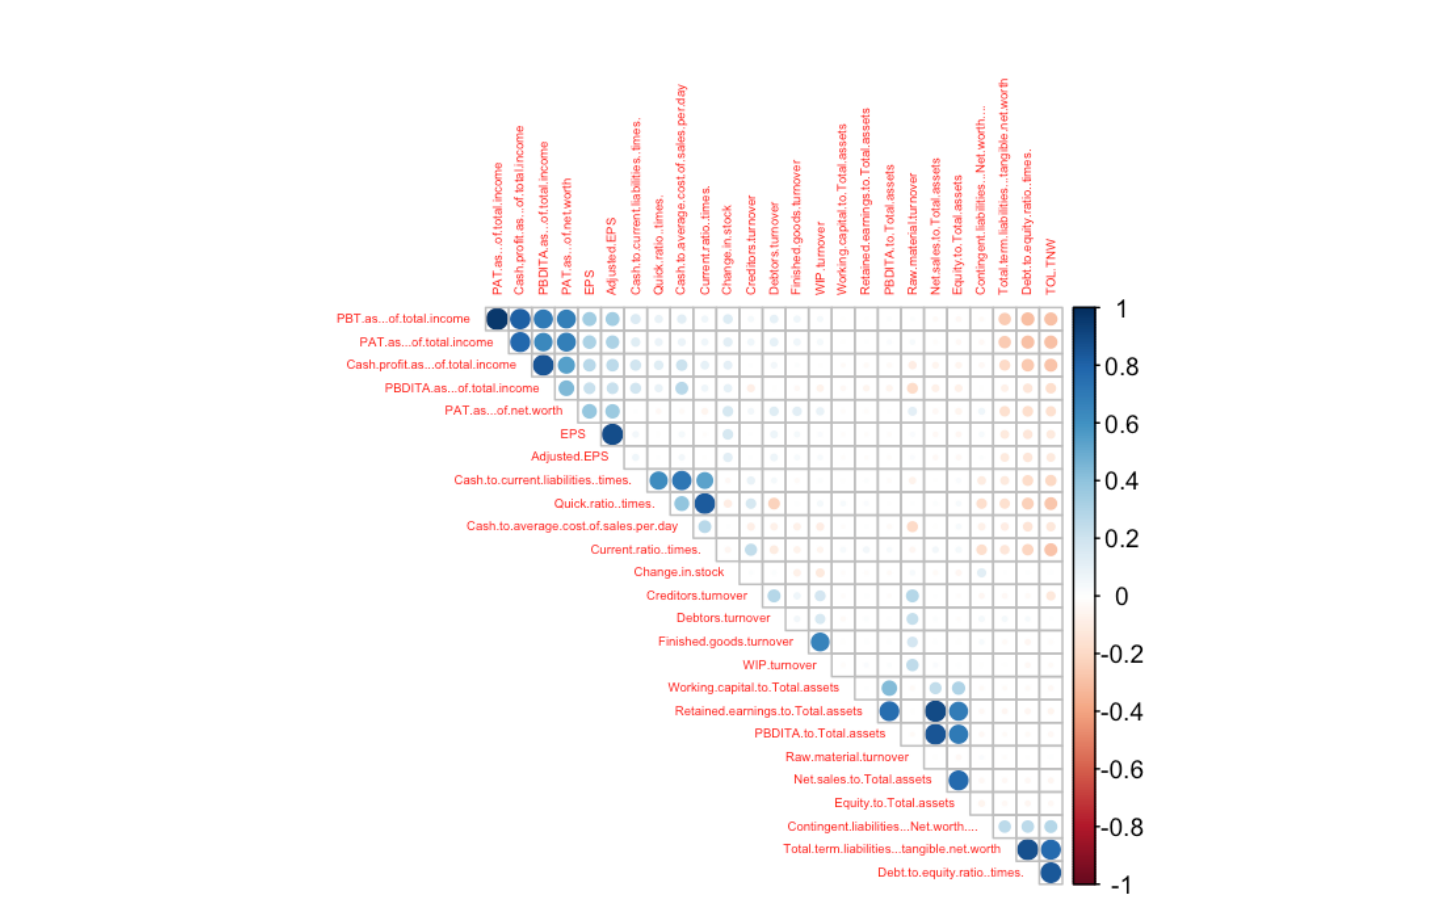 PAT.as...of.total.income
Cash.profit.as...of.total.income
PBDITA.as...of.total.income
PAT.as...of.net.worth
EPS
Adjusted.EPS
Cash.to.current.liabilities..times.
Quick.ratio..times.
Cash.to.average.cost.of.sales.per.day
Current.ratio..times.
Change.in.stock
Creditors.turnover
Debtors.turnover
Finished.goods.turnover
WIP.turnover
Working.capital.to.Total.assets
Retained.earnings.to.Total.assets
PBDITA.to.Total.assets
Raw.material.turnover
Net.sales.to.Total.assets
Equity.to.Total.assets
Contingent.liabilities...Net.worth....
Total.term.liabilities...tangible.net.worth
Debt.to.equity.ratio..times.
TOL.TNW
PBT.as...of.total.income
PAT.as...of.total.income
Cash.profit.as...of.total.income
PBDITA.as...of.total.income
PAT.as...of.net.worth
EPS
Adjusted.EPS
Cash.to.current.liabilities..times.
Quick.ratio..times.
Cash.to.average.cost.of.sales.per.day
Current.ratio..times.
Change.in.stock
Creditors.turnover
Debtors.turnover
Finished.goods.turnover
WIP.turnover
Working.capital.to.Total.assets
Retained.earnings.to.Total.assets
PBDITA.to.Total.assets
Raw.material.turnover
Net.sales.to.Total.assets
Equity.to.Total.assets
Contingent.liabilities...Net.worth....
Total.term.liabilities...tangible.net.worth
Debt.to.equity.ratio..times.
1
0.8
0.6
0.4
0.2
0
-0.2
-0.4
-0.6
-0.8
-1